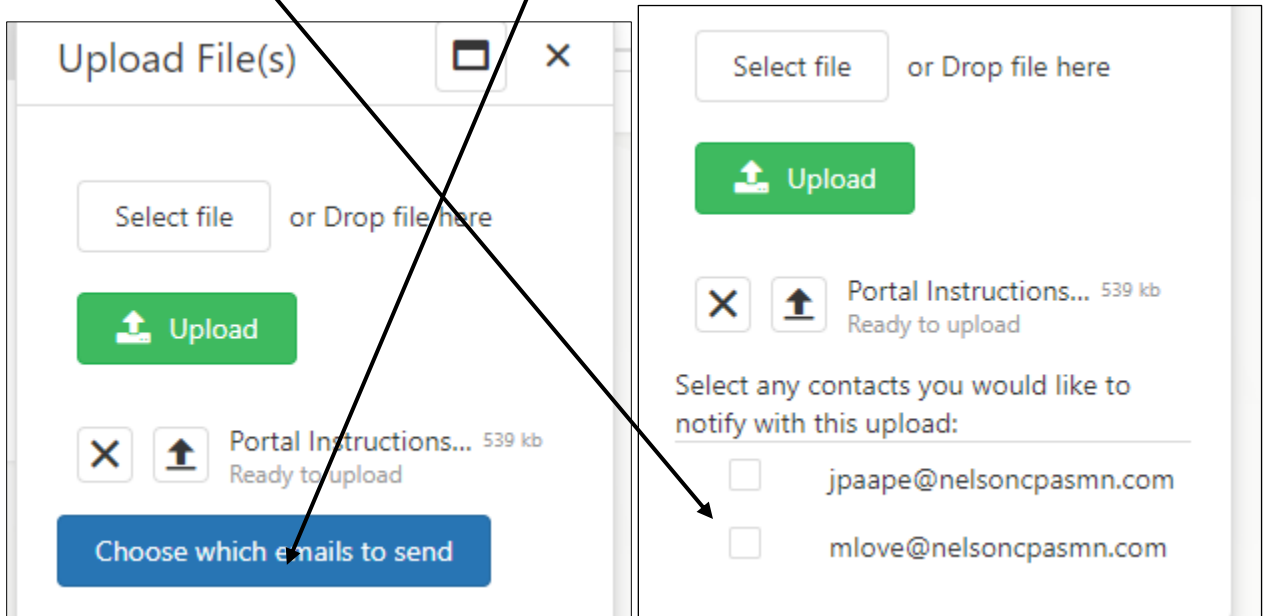 Upload File(s)
Select file or Drop file here
Upload
Portal Instructions... 539 kb
Ready to upload
Choose which emails to send
Select file or Drop file here
Upload
Portal Instructions... 539 kb
Ready to upload
Select any contacts you would like to
notify with this upload:
jpaape@nelsoncpasmn.com
mlove@nelsoncpasmn.com